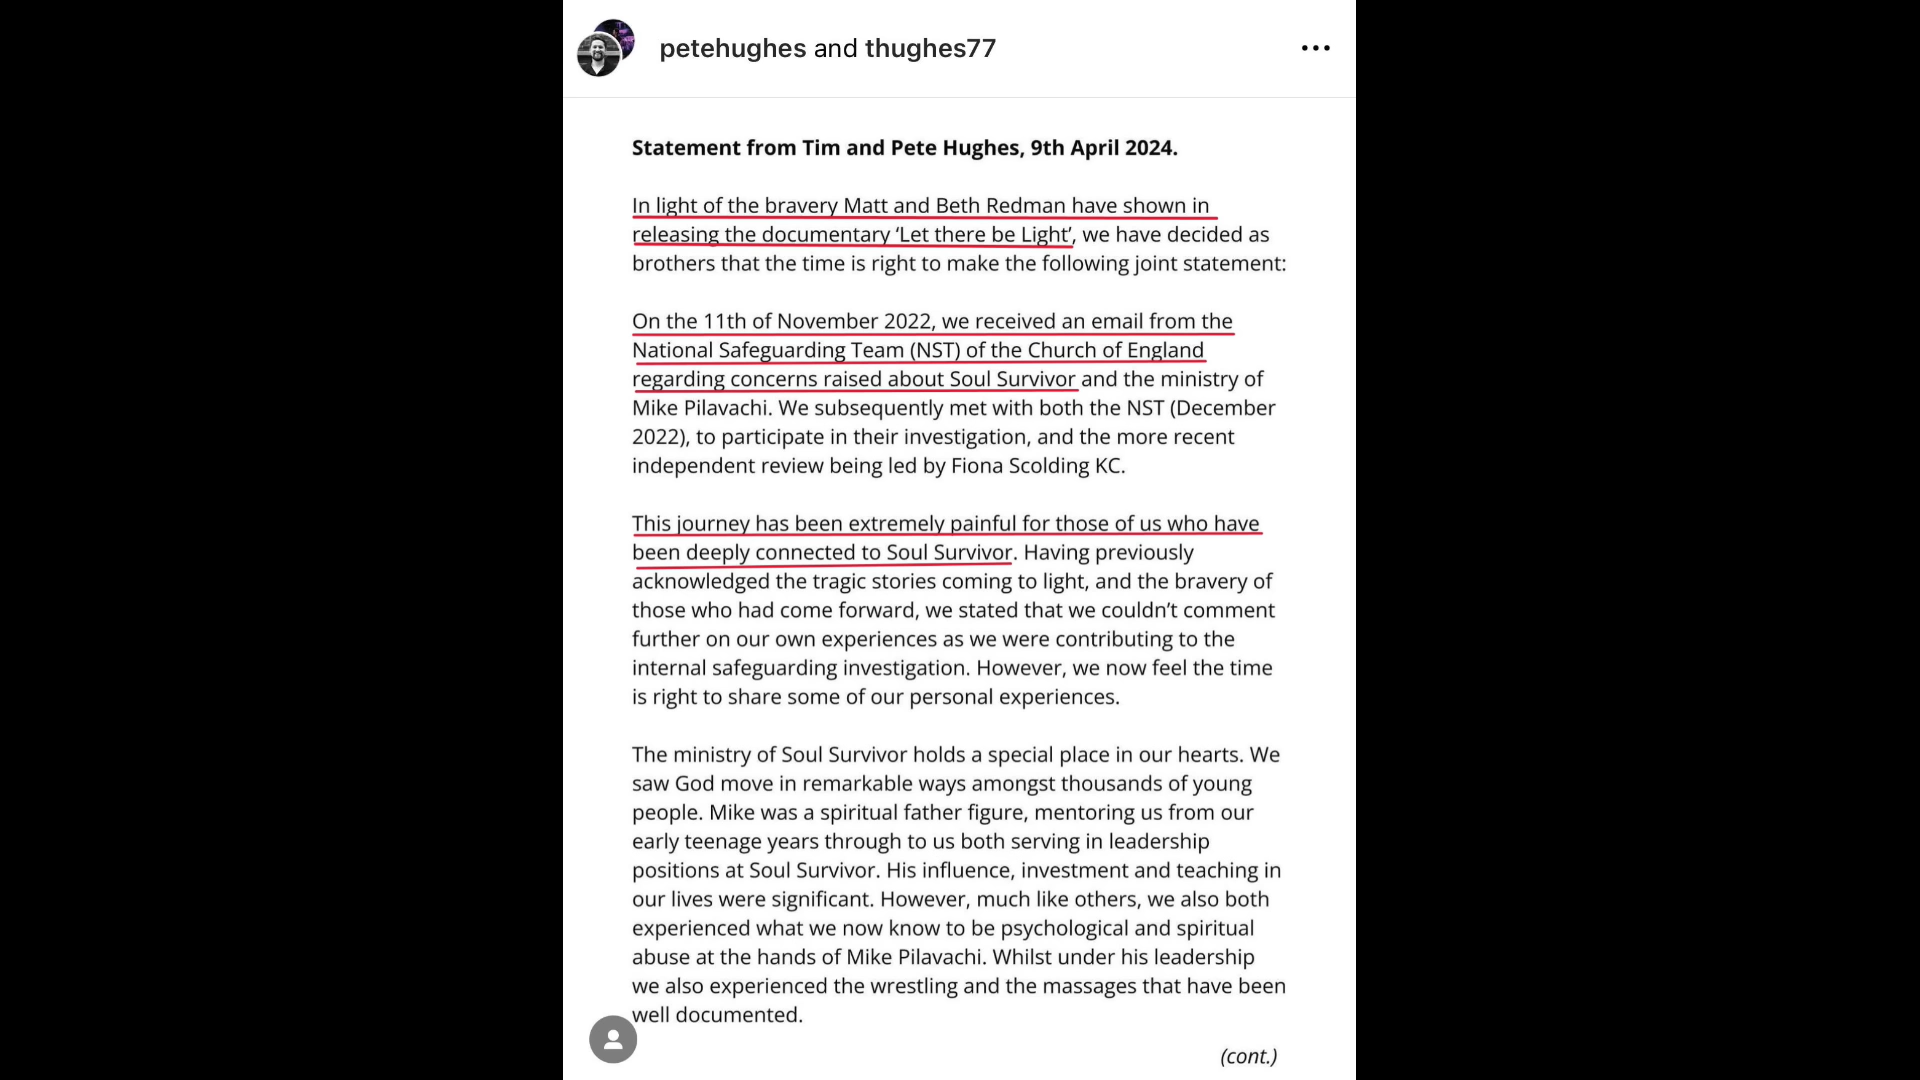 petehughes and thughes77
Statement from Tim and Pete Hughes, 9th April 2024.
In light of the bravery Matt and Beth Redman have shown in
releasing the documentary ‘Let there be Light’, we have decided as
brothers that the time is right to make the following joint statement:
On the 11th of November 2022, we received an email from the
National Safeguarding Team (NST) of the Church of England
regarding concerns raised about Soul Survivor and the ministry of
Mike Pilavachi. We subsequently met with both the NST (December
2022), to participate in their investigation, and the more recent
independent review being led by Fiona Scolding KC.
This journey has been extremely painful for those of us who have
been deeply connected to Soul Survivor. Having previously
acknowledged the tragic stories coming to light, and the bravery of
those who had come forward, we stated that we couldn’t comment
further on our own experiences as we were contributing to the
internal safeguarding investigation. However, we now feel the time
is right to share some of our personal experiences.
The ministry of Soul Survivor holds a special place in our hearts. We
saw God move in remarkable ways amongst thousands of young
people. Mike was a spiritual father figure, mentoring us from our
early teenage years through to us both serving in leadership
positions at Soul Survivor. His influence, investment and teaching in
our lives were significant. However, much like others, we also both
experienced what we now know to be psychological and spiritual
abuse at the hands of Mike Pilavachi. Whilst under his leadership
we also experienced the wrestling and the massages that have been
well documented.
(cont.)